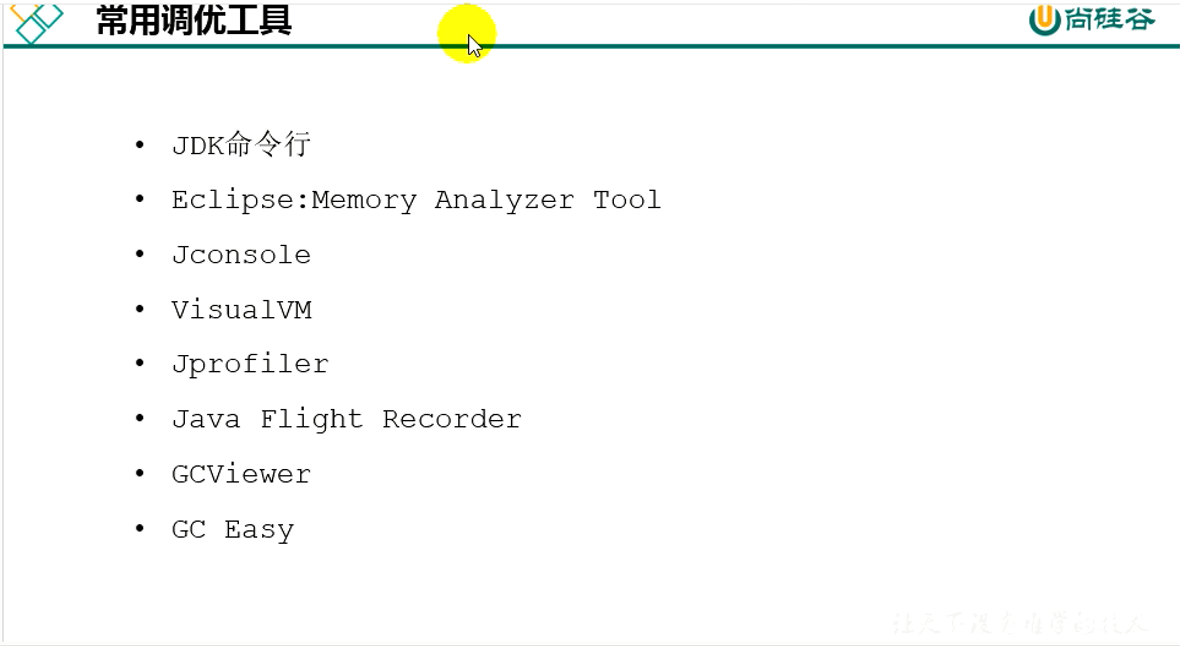 常用调优工具
尚硅谷
• JDK命令行
• Eclipse:Memory Analyzer Tool
• Jconsole
• VisualVM
• Jprofiler
• Java Flight Recorder
• GCViewer
• GC Easy
让天下没有难学的技术